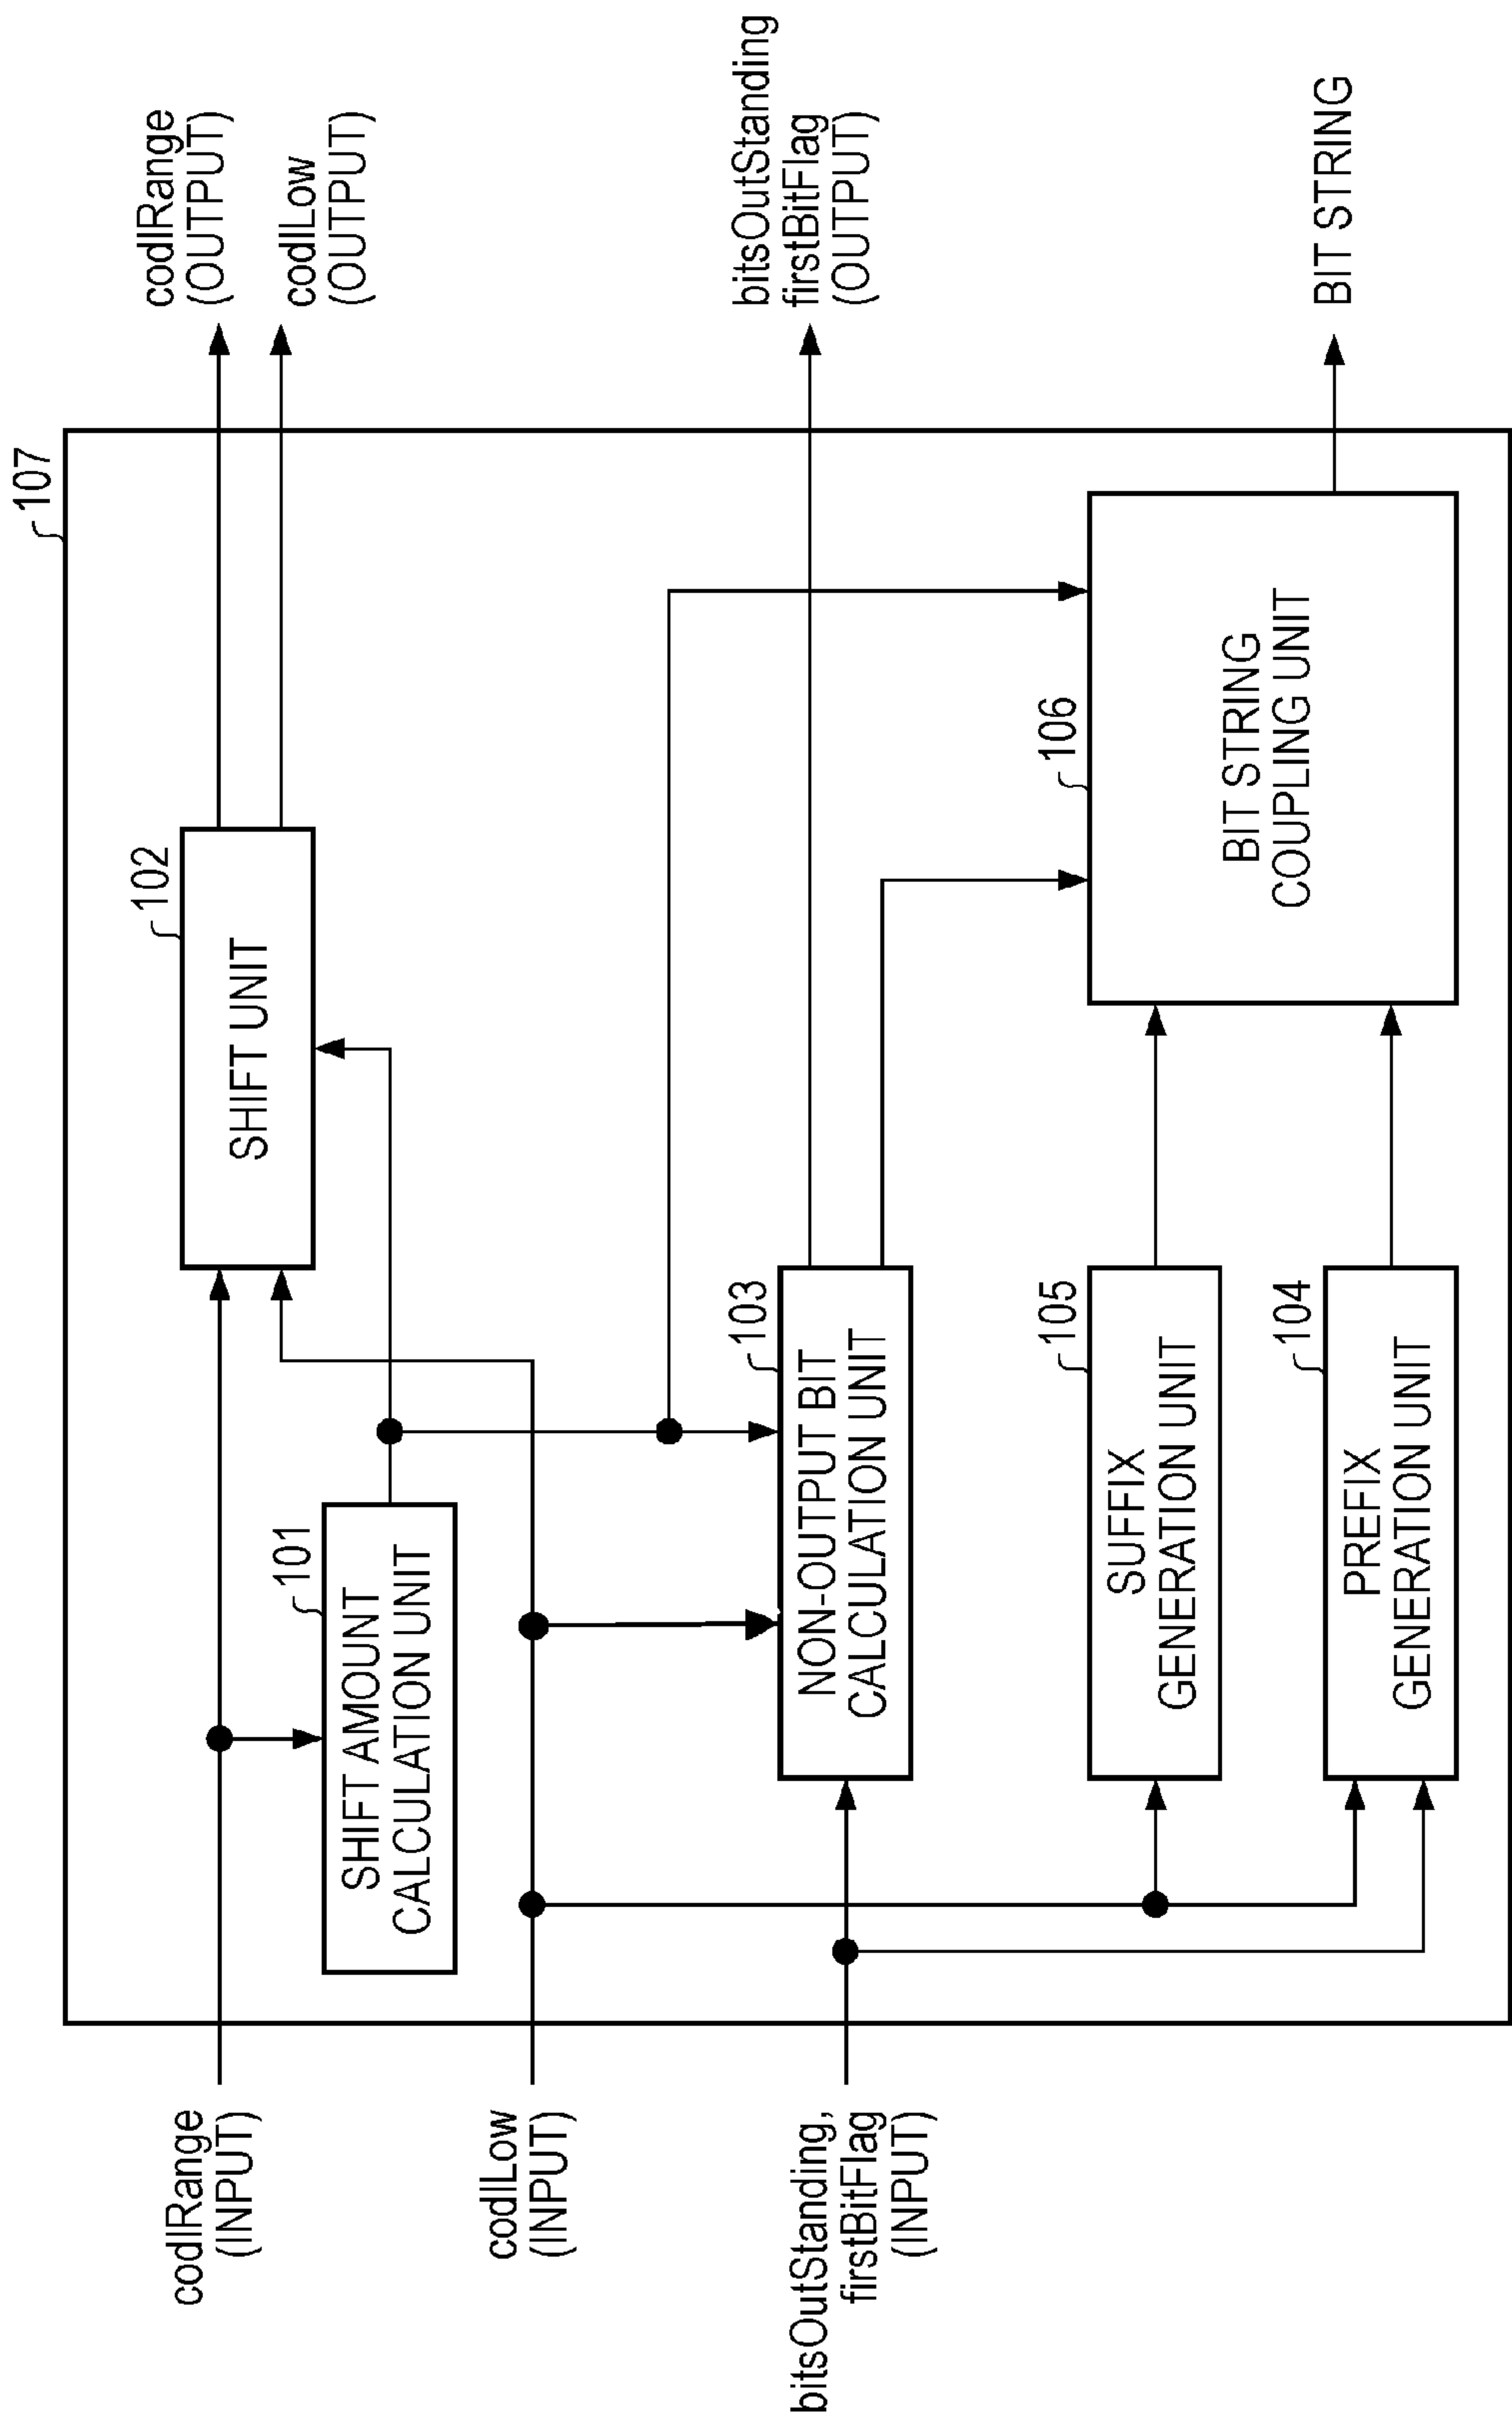 107
codIRange
(INPUT)
codILow
(INPUT)
bitsOutStanding,
firstBitFlag
(INPUT)
101
SHIFT AMOUNT
CALCULATION UNIT
102
SHIFT UNIT
103
NON-OUTPUT BIT
CALCULATION UNIT
105
SUFFIX
GENERATION UNIT
104
PREFIX
GENERATION UNIT
106
BIT STRING
COUPLING UNIT
codIRange
(OUTPUT)
codILow
(OUTPUT)
bitsOutStanding
firstBitFlag
(OUTPUT)
BIT STRING